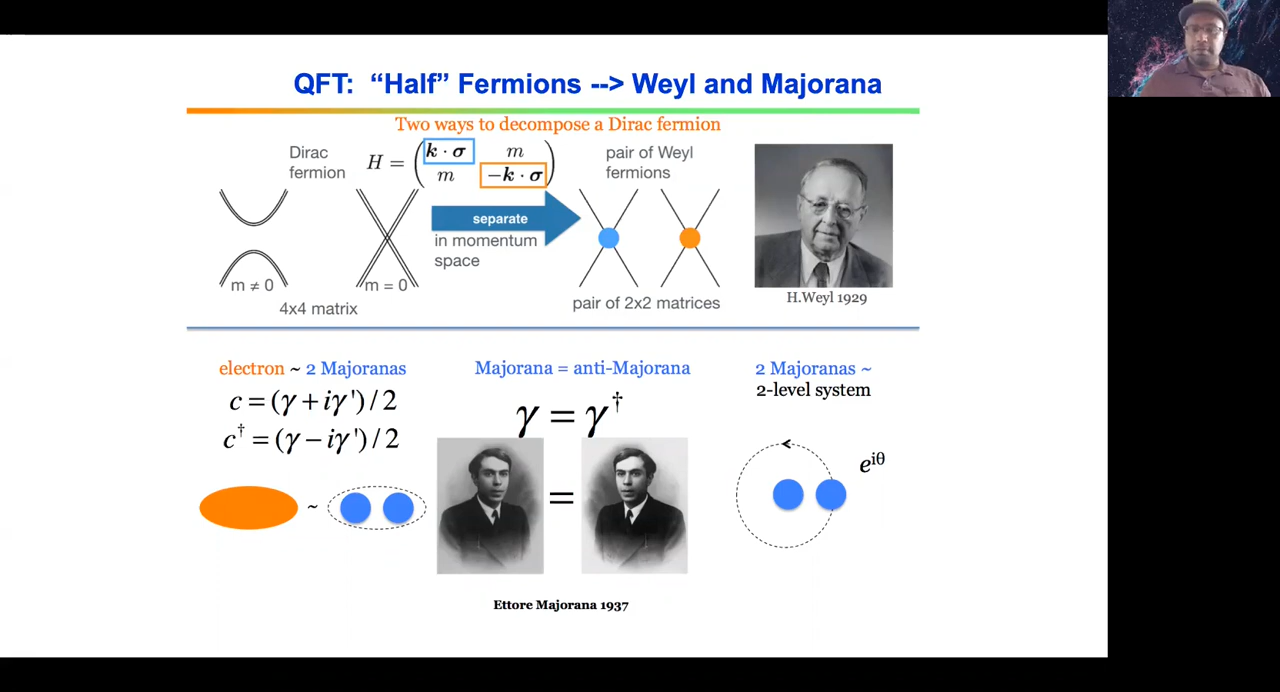 QFT: “Half” Fermions --> Weyl and Majorana
Two ways to decompose a Dirac fermion
Dirac
fermion
H = ( k · σ m
m −k · σ )
pair of Weyl
fermions
separate
in momentum
space
m ≠ 0
m = 0
4x4 matrix
pair of 2x2 matrices
H.Weyl 1929
electron ~ 2 Majoranas
c = (γ + iγ ') / 2
c† = (γ − iγ ') / 2
~
Majorana = anti-Majorana
γ = γ†
=
Ettore Majorana 1937
2 Majoranas ~
2-level system
eiθ